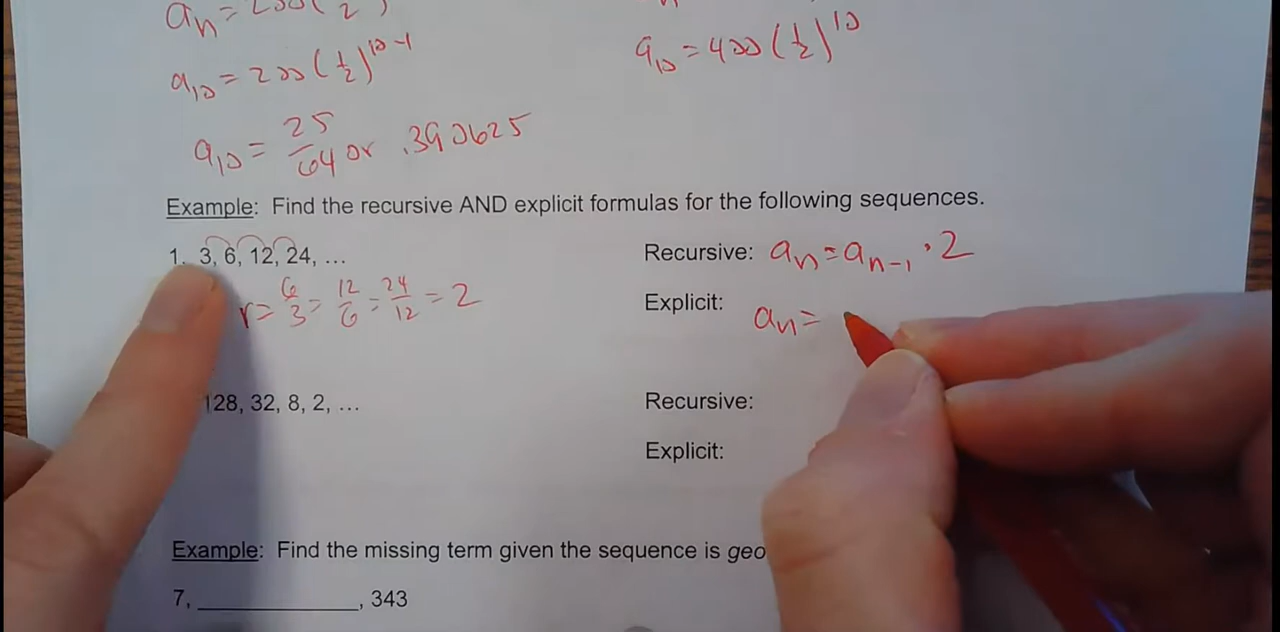 aₙ = 200(1/2)
a₁₀ = 200(1/2)¹⁰⁻¹
a₁₀ = 400(1/2)¹⁰
a₁₀ = 25/64 or .390625
Example: Find the recursive AND explicit formulas for the following sequences.
1. 3, 6, 12, 24, …
Recursive: aₙ = aₙ₋₁ · 2
r = 6/3 = 12/6 = 24/12 = 2
Explicit: aₙ =
128, 32, 8, 2, …
Recursive:
Explicit:
Example: Find the missing term given the sequence is geo
7, ____________, 343